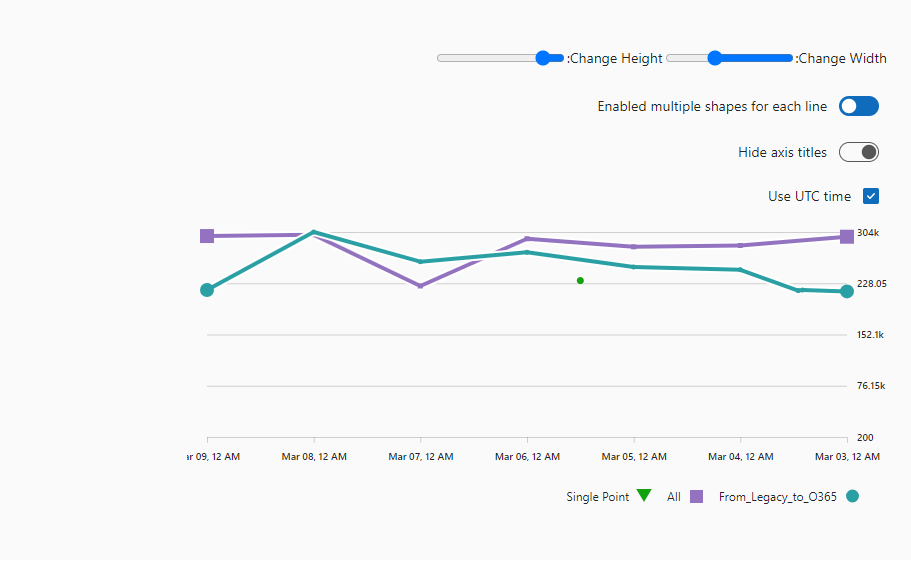 :Change Height :Change Width
Enabled multiple shapes for each line
Hide axis titles
Use UTC time
304k
228.05
152.1k
76.15k
200
ar 09, 12 AM Mar 08, 12 AM Mar 07, 12 AM Mar 06, 12 AM Mar 05, 12 AM Mar 04, 12 AM Mar 03, 12 AM
Single Point All From_Legacy_to_O365